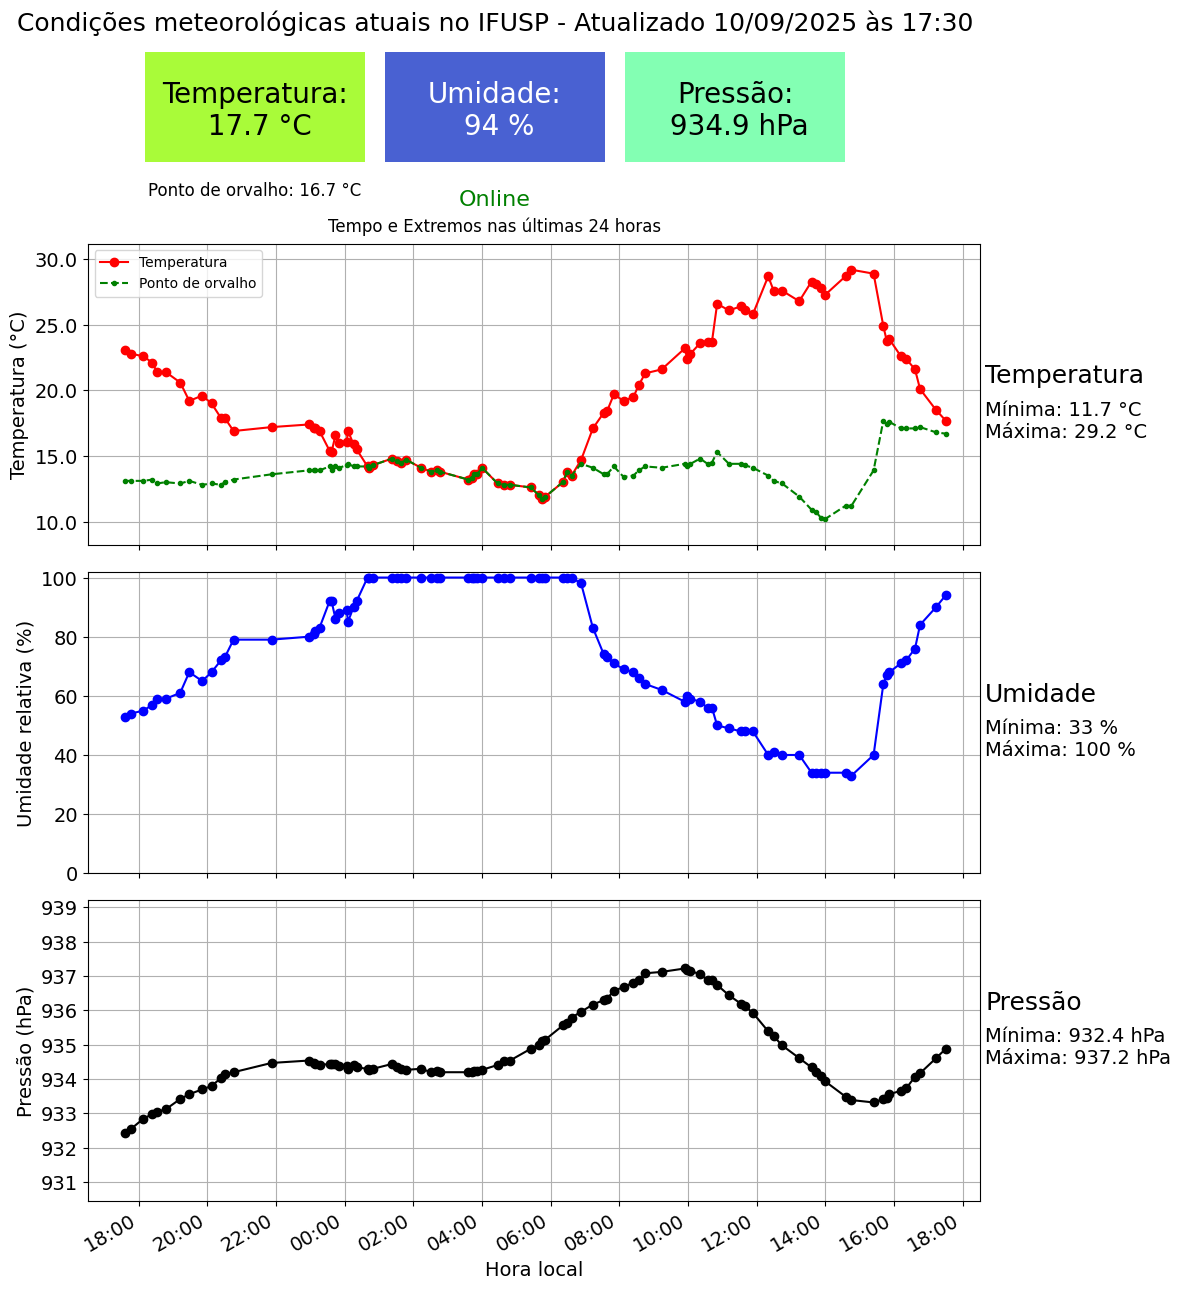 Condições meteorológicas atuais no IFUSP - Atualizado 10/09/2025 às 17:30
Temperatura:
17.7 °C
Umidade:
94 %
Pressão:
934.9 hPa
Ponto de orvalho: 16.7 °C
Online
Tempo e Extremos nas últimas 24 horas
Temperatura (°C)
30.0
25.0
20.0
15.0
10.0
Temperatura
Ponto de orvalho
Temperatura
Mínima: 11.7 °C
Máxima: 29.2 °C
Umidade relativa (%)
100
80
60
40
20
0
Umidade
Mínima: 33 %
Máxima: 100 %
Pressão (hPa)
939
938
937
936
935
934
933
932
931
Pressão
Mínima: 932.4 hPa
Máxima: 937.2 hPa
18:00
20:00
22:00
00:00
02:00
04:00
06:00
08:00
10:00
12:00
14:00
16:00
18:00
Hora local